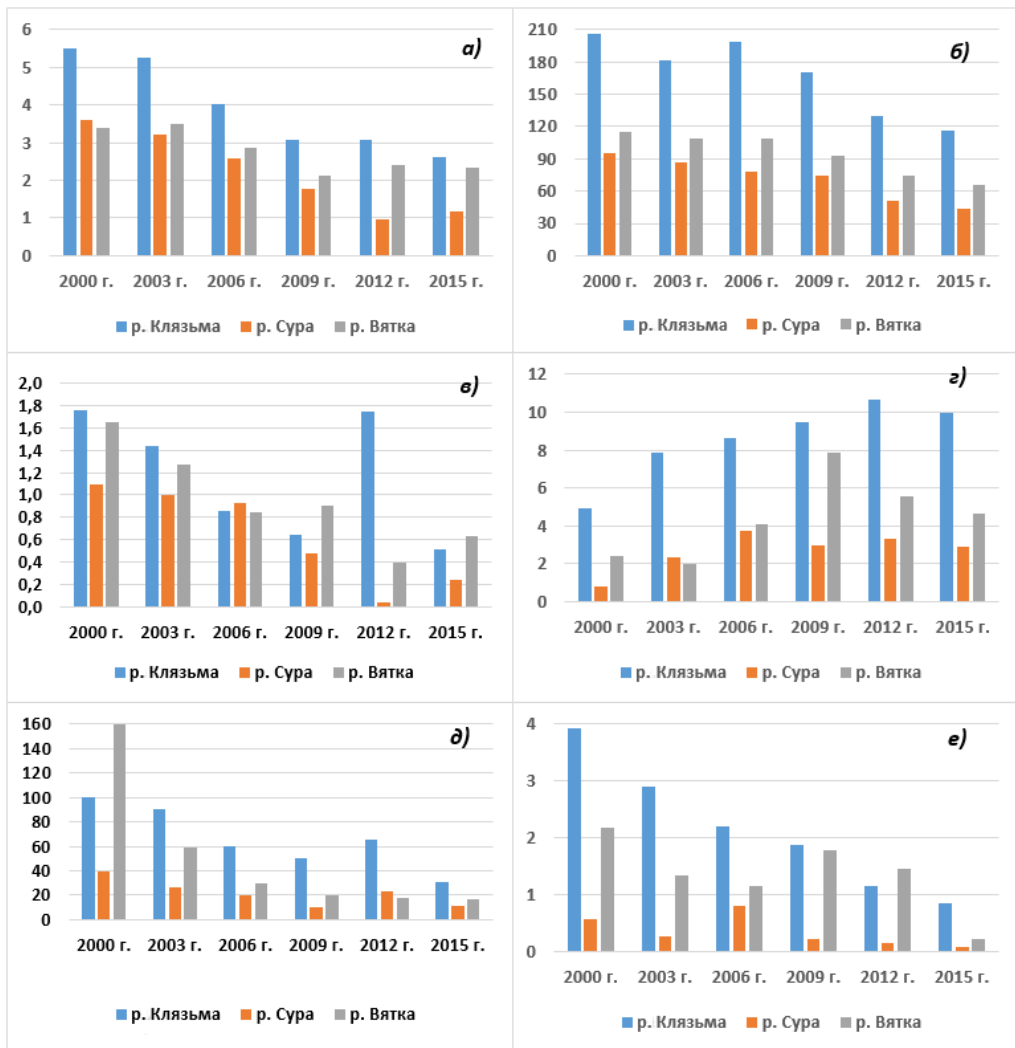 а)
6
5
4
3
2
1
0
2000 г. 2003 г. 2006 г. 2009 г. 2012 г. 2015 г.
р. Клязьма р. Сура р. Вятка
б)
210
180
150
120
90
60
30
0
2000 г. 2003 г. 2006 г. 2009 г. 2012 г. 2015 г.
р. Клязьма р. Сура р. Вятка
в)
2,0
1,8
1,6
1,4
1,2
1,0
0,8
0,6
0,4
0,2
0,0
2000 г. 2003 г. 2006 г. 2009 г. 2012 г. 2015 г.
р. Клязьма р. Сура р. Вятка
г)
12
10
8
6
4
2
0
2000 г. 2003 г. 2006 г. 2009 г. 2012 г. 2015 г.
р. Клязьма р. Сура р. Вятка
д)
160
140
120
100
80
60
40
20
0
2000 г. 2003 г. 2006 г. 2009 г. 2012 г. 2015 г.
р. Клязьма р. Сура р. Вятка
е)
4
3
2
1
0
2000 г. 2003 г. 2006 г. 2009 г. 2012 г. 2015 г.
р. Клязьма р. Сура р. Вятка